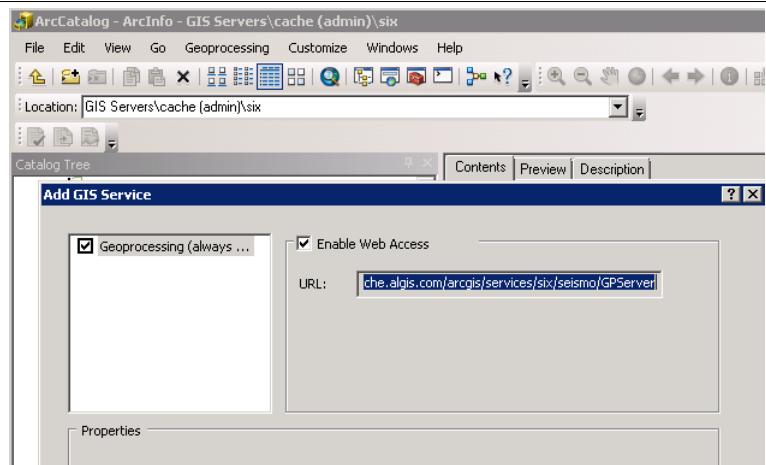 ArcCatalog - ArcInfo - GIS Servers\cache (admin)\six
File Edit View Go Geoprocessing Customize Windows Help
Location: GIS Servers\cache (admin)\six
Catalog Tree
Contents Preview Description
Add GIS Service
Geoprocessing (always ...
Enable Web Access
URL: che.algis.com/arcgis/services/six/seismo/GPServer
Properties